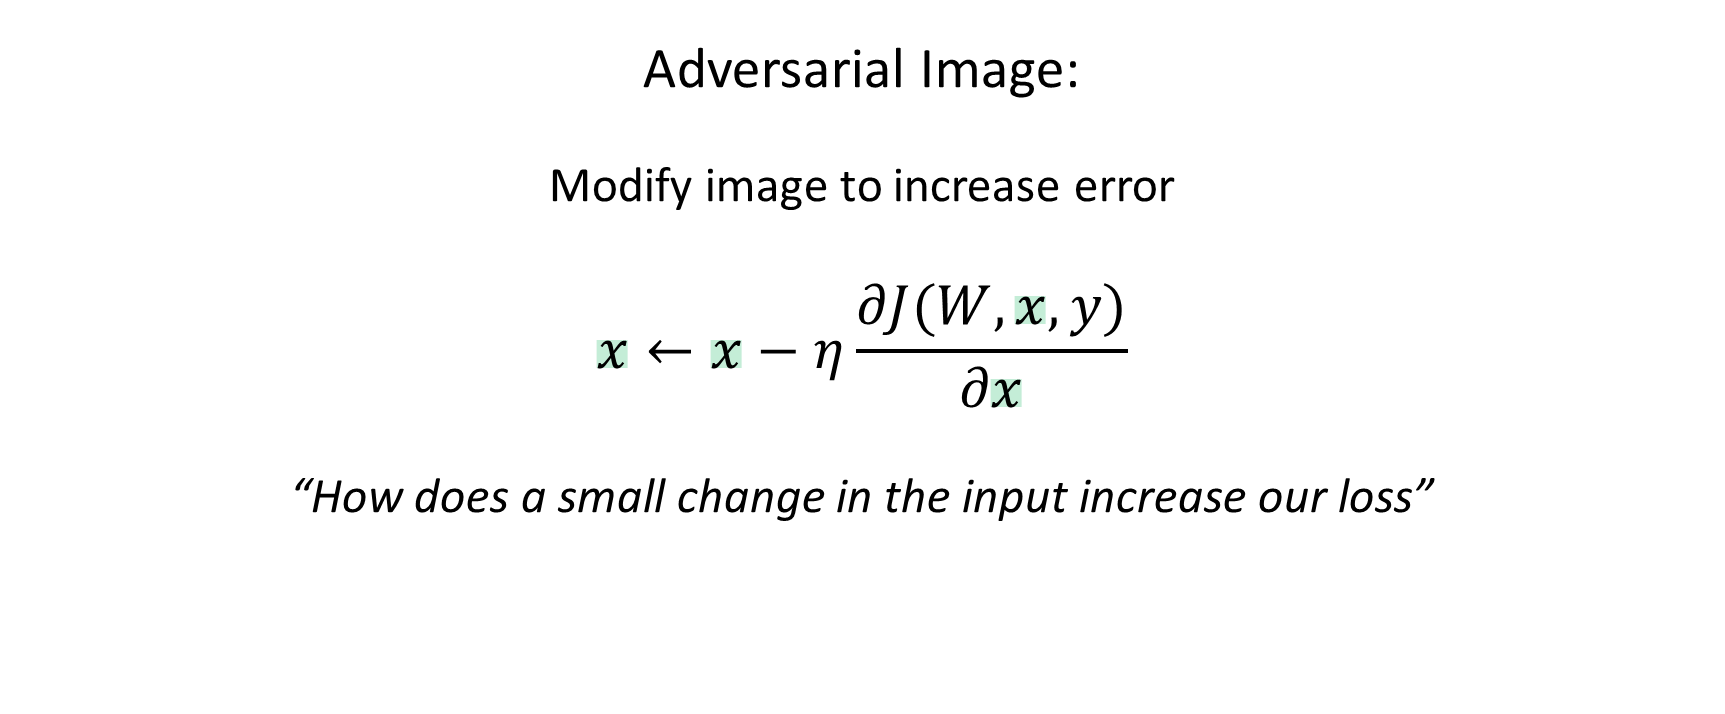 Adversarial Image:
Modify image to increase error
x ← x − η ∂J(W, x, y) / ∂x
“How does a small change in the input increase our loss”